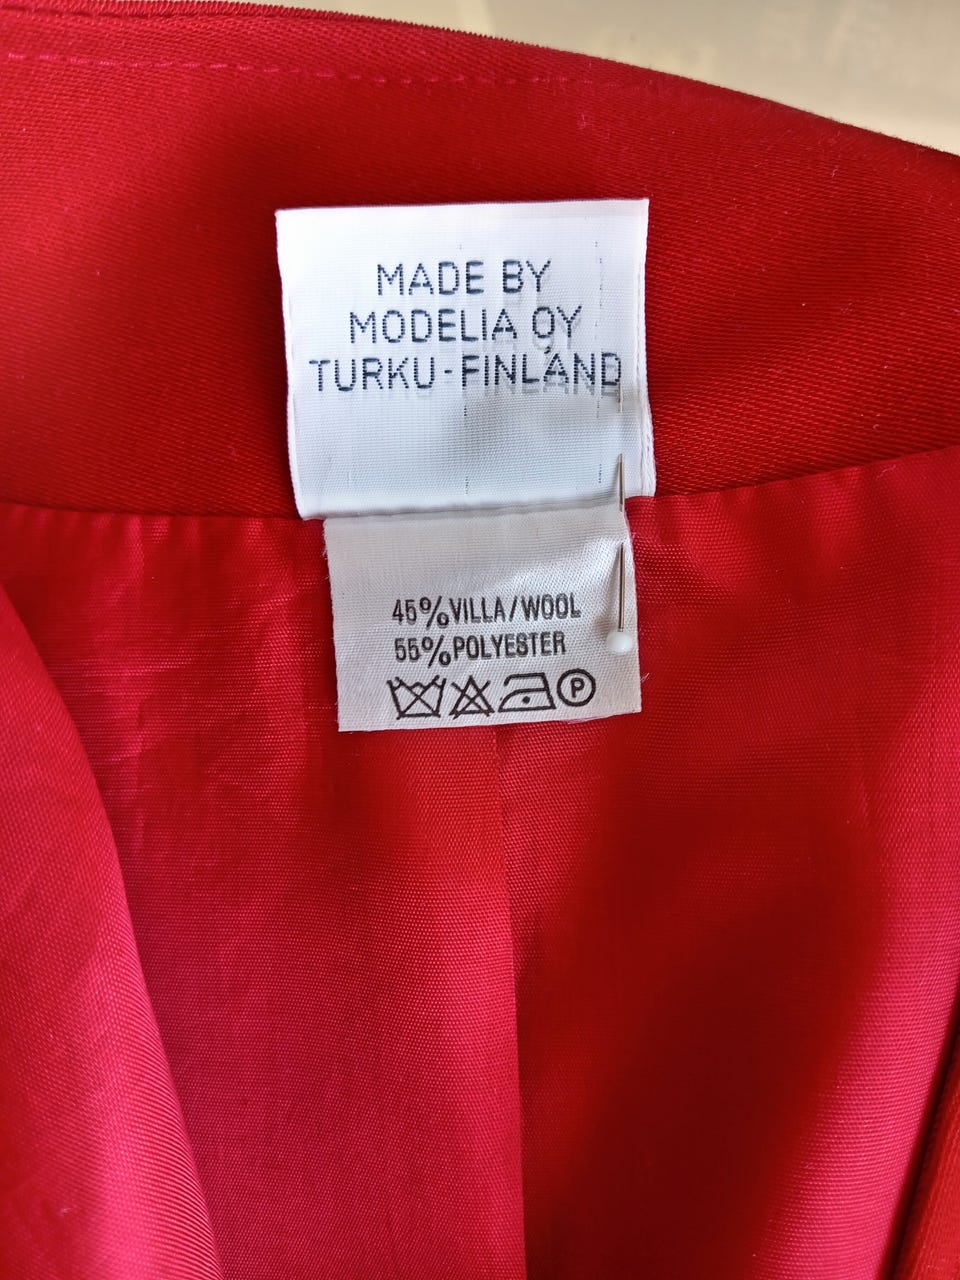 MADE BY
MODELIA OY
TURKU-FINLAND
45% VILLA/WOOL
55% POLYESTER
P